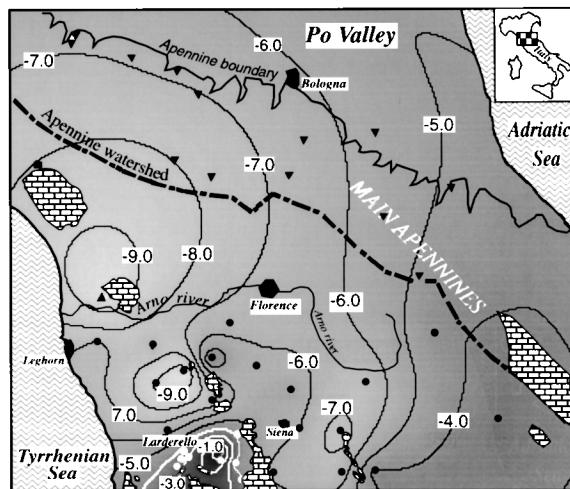 -6.0
Po Valley
Italy
-7.0
Apennine boundary
Bologna
-5.0
Adriatic
Sea
Apennine watershed
-7.0
MAIN APENNINES
-9.0
-8.0
Arno river
Florence
-6.0
Arno river
Leghorn
-6.0
-9.0
7.0
-7.0
-4.0
Siena
Larderello
-1.0
Tyrrhenian
Sea
-5.0
-3.0